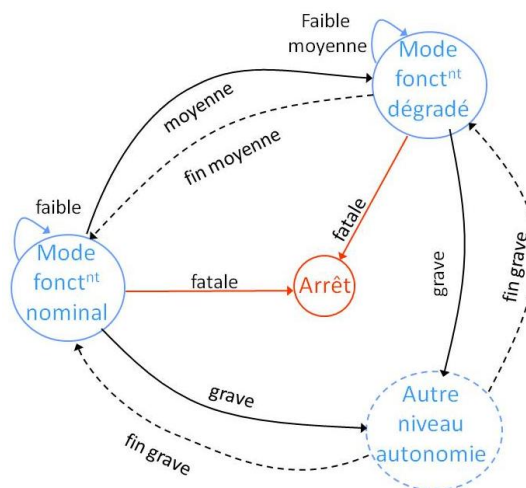 Faible
moyenne
Mode
fonctⁿᵗ
dégradé
moyenne
fin moyenne
faible
Mode
fonctⁿᵗ
nominal
fatale
fatale
Arrêt
grave
fin grave
grave
fin grave
Autre
niveau
autonomie